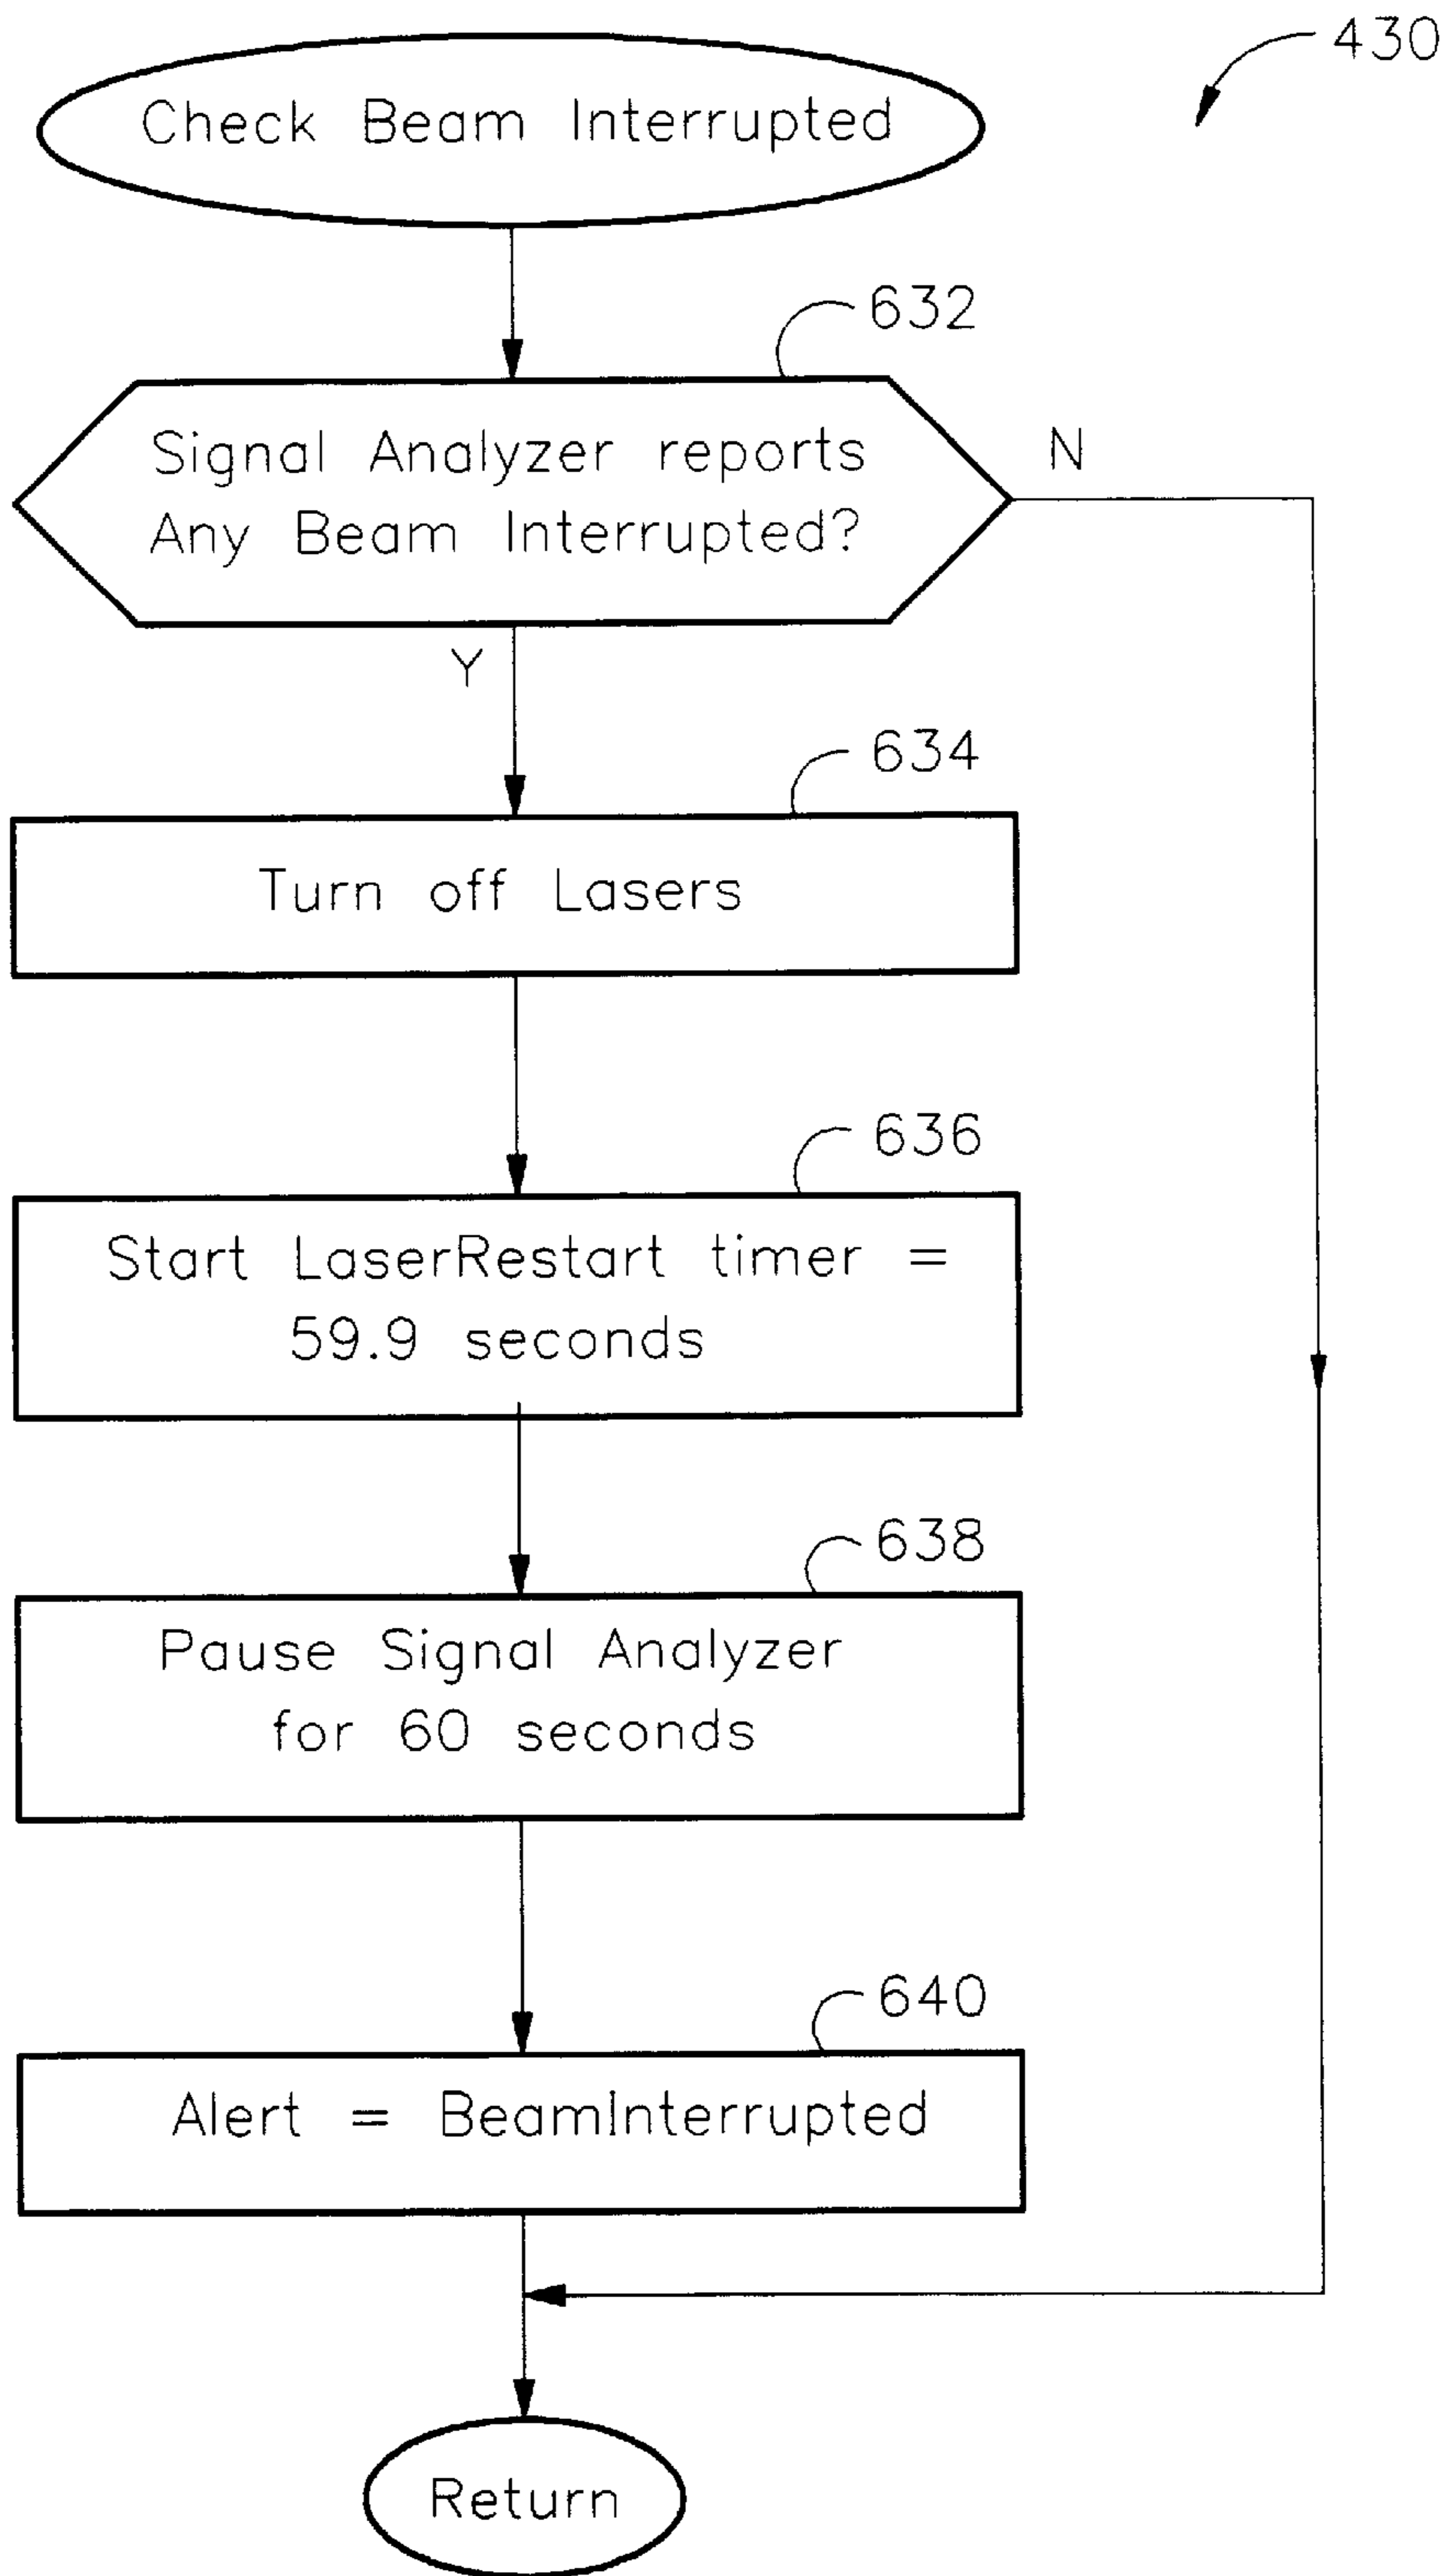 430
Check Beam Interrupted
632
Signal Analyzer reports
Any Beam Interrupted?
N
Y
634
Turn off Lasers
636
Start LaserRestart timer =
59.9 seconds
638
Pause Signal Analyzer
for 60 seconds
640
Alert = BeamInterrupted
Return